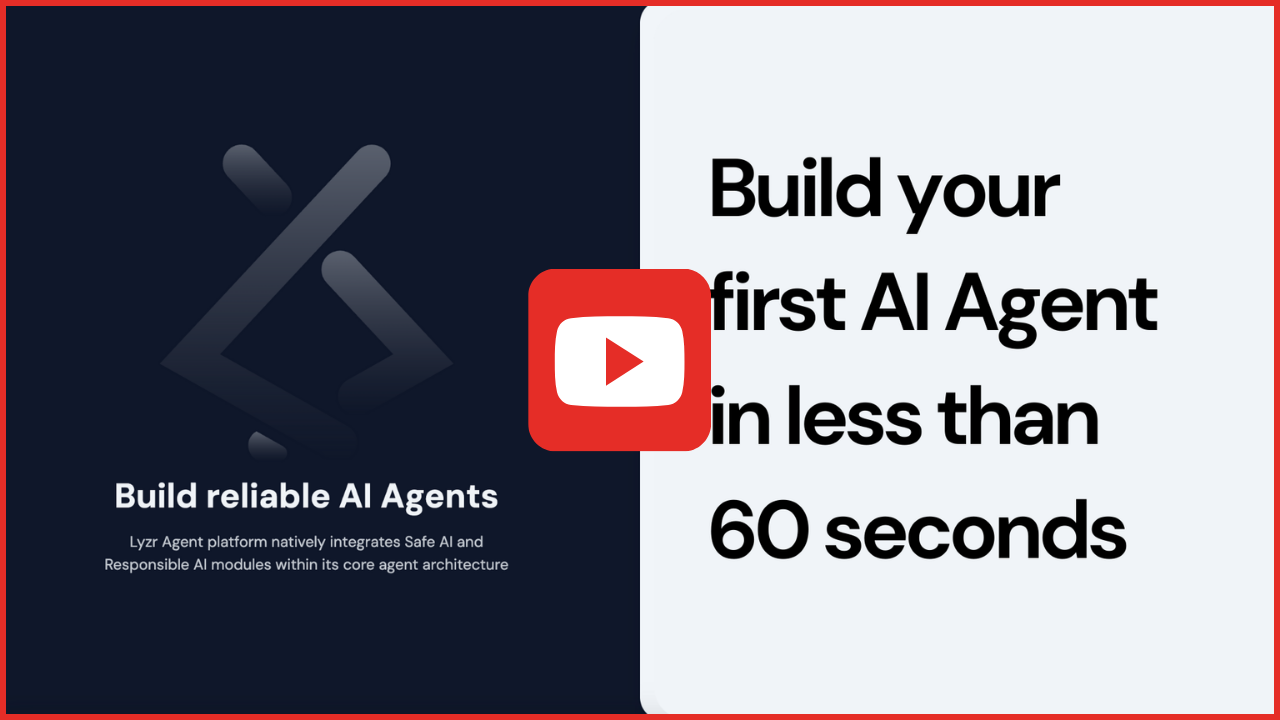 Build reliable AI Agents
Lyzr Agent platform natively integrates Safe AI and
Responsible AI modules within its core agent architecture
Build your
first AI Agent
in less than
60 seconds